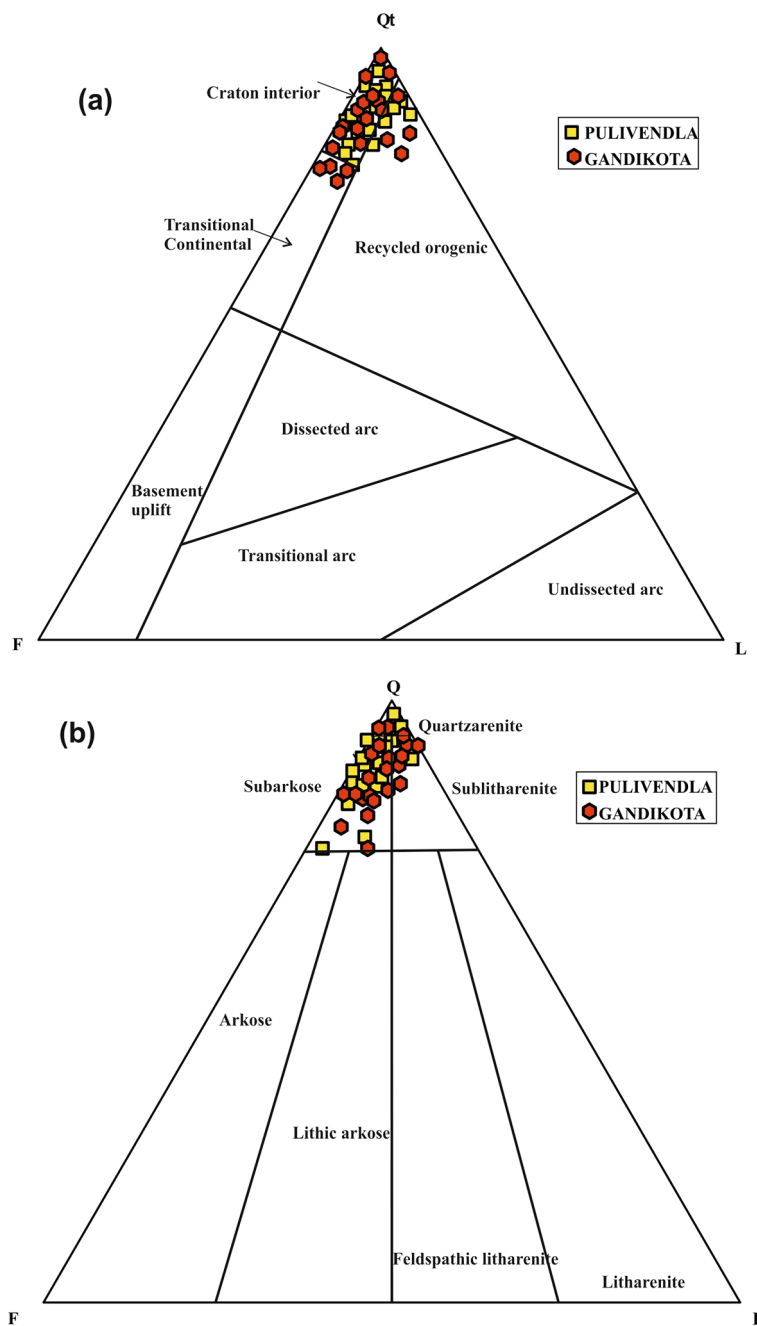 Qt
(a)
Craton interior
PULIVENDLA
GANDIKOTA
Transitional
Continental
Recycled orogenic
Dissected arc
Basement
uplift
Transitional arc
Undissected arc
F
L
Q
(b)
Quartzarenite
Subarkose
Sublitharenite
PULIVENDLA
GANDIKOTA
Arkose
Lithic arkose
Feldspathic litharenite
Litharenite
F